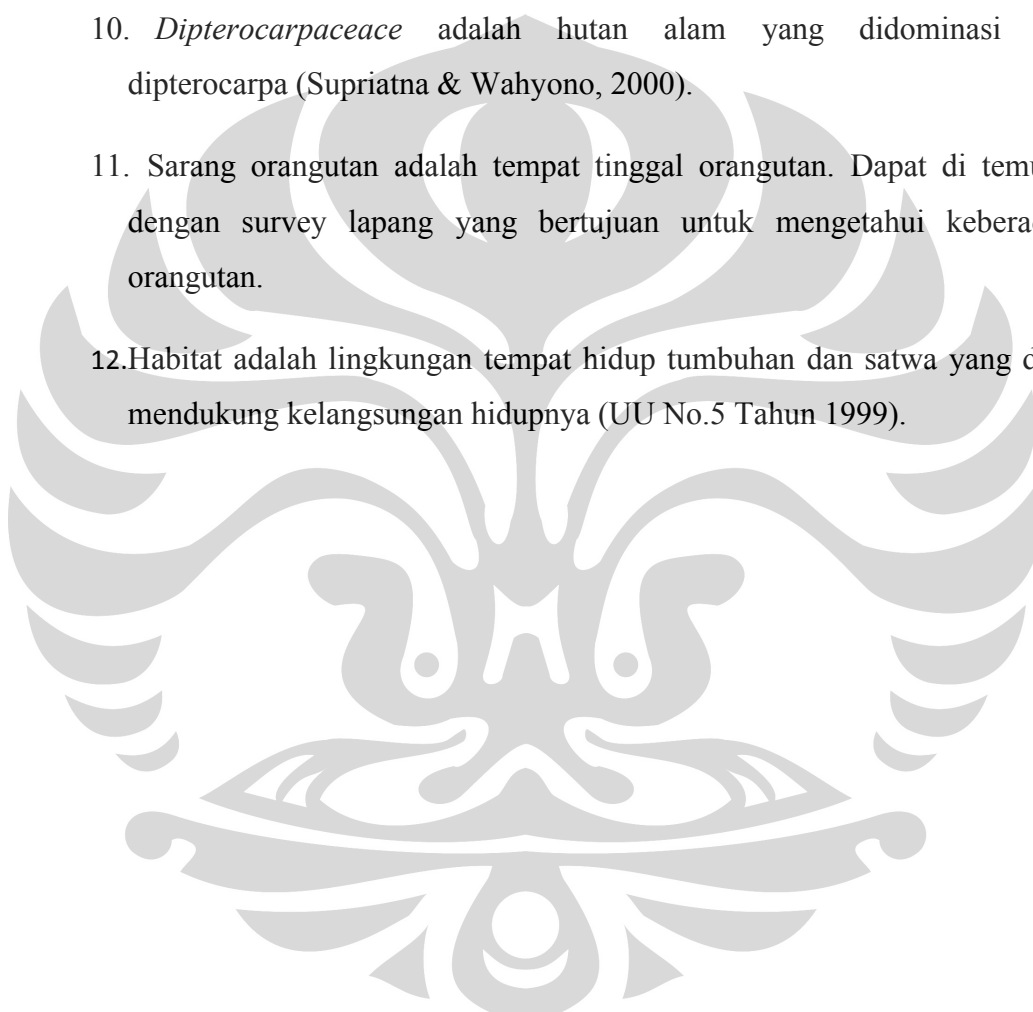 10. Dipterocarpaceace adalah hutan alam yang didominasi
dipterocarpa (Supriatna & Wahyono, 2000).
11. Sarang orangutan adalah tempat tinggal orangutan. Dapat di
dengan survey lapang yang bertujuan untuk mengetahui
orangutan.
12.Habitat adalah lingkungan tempat hidup tumbuhan dan satwa yang
mendukung kelangsungan hidupnya (UU No.5 Tahun 1999).